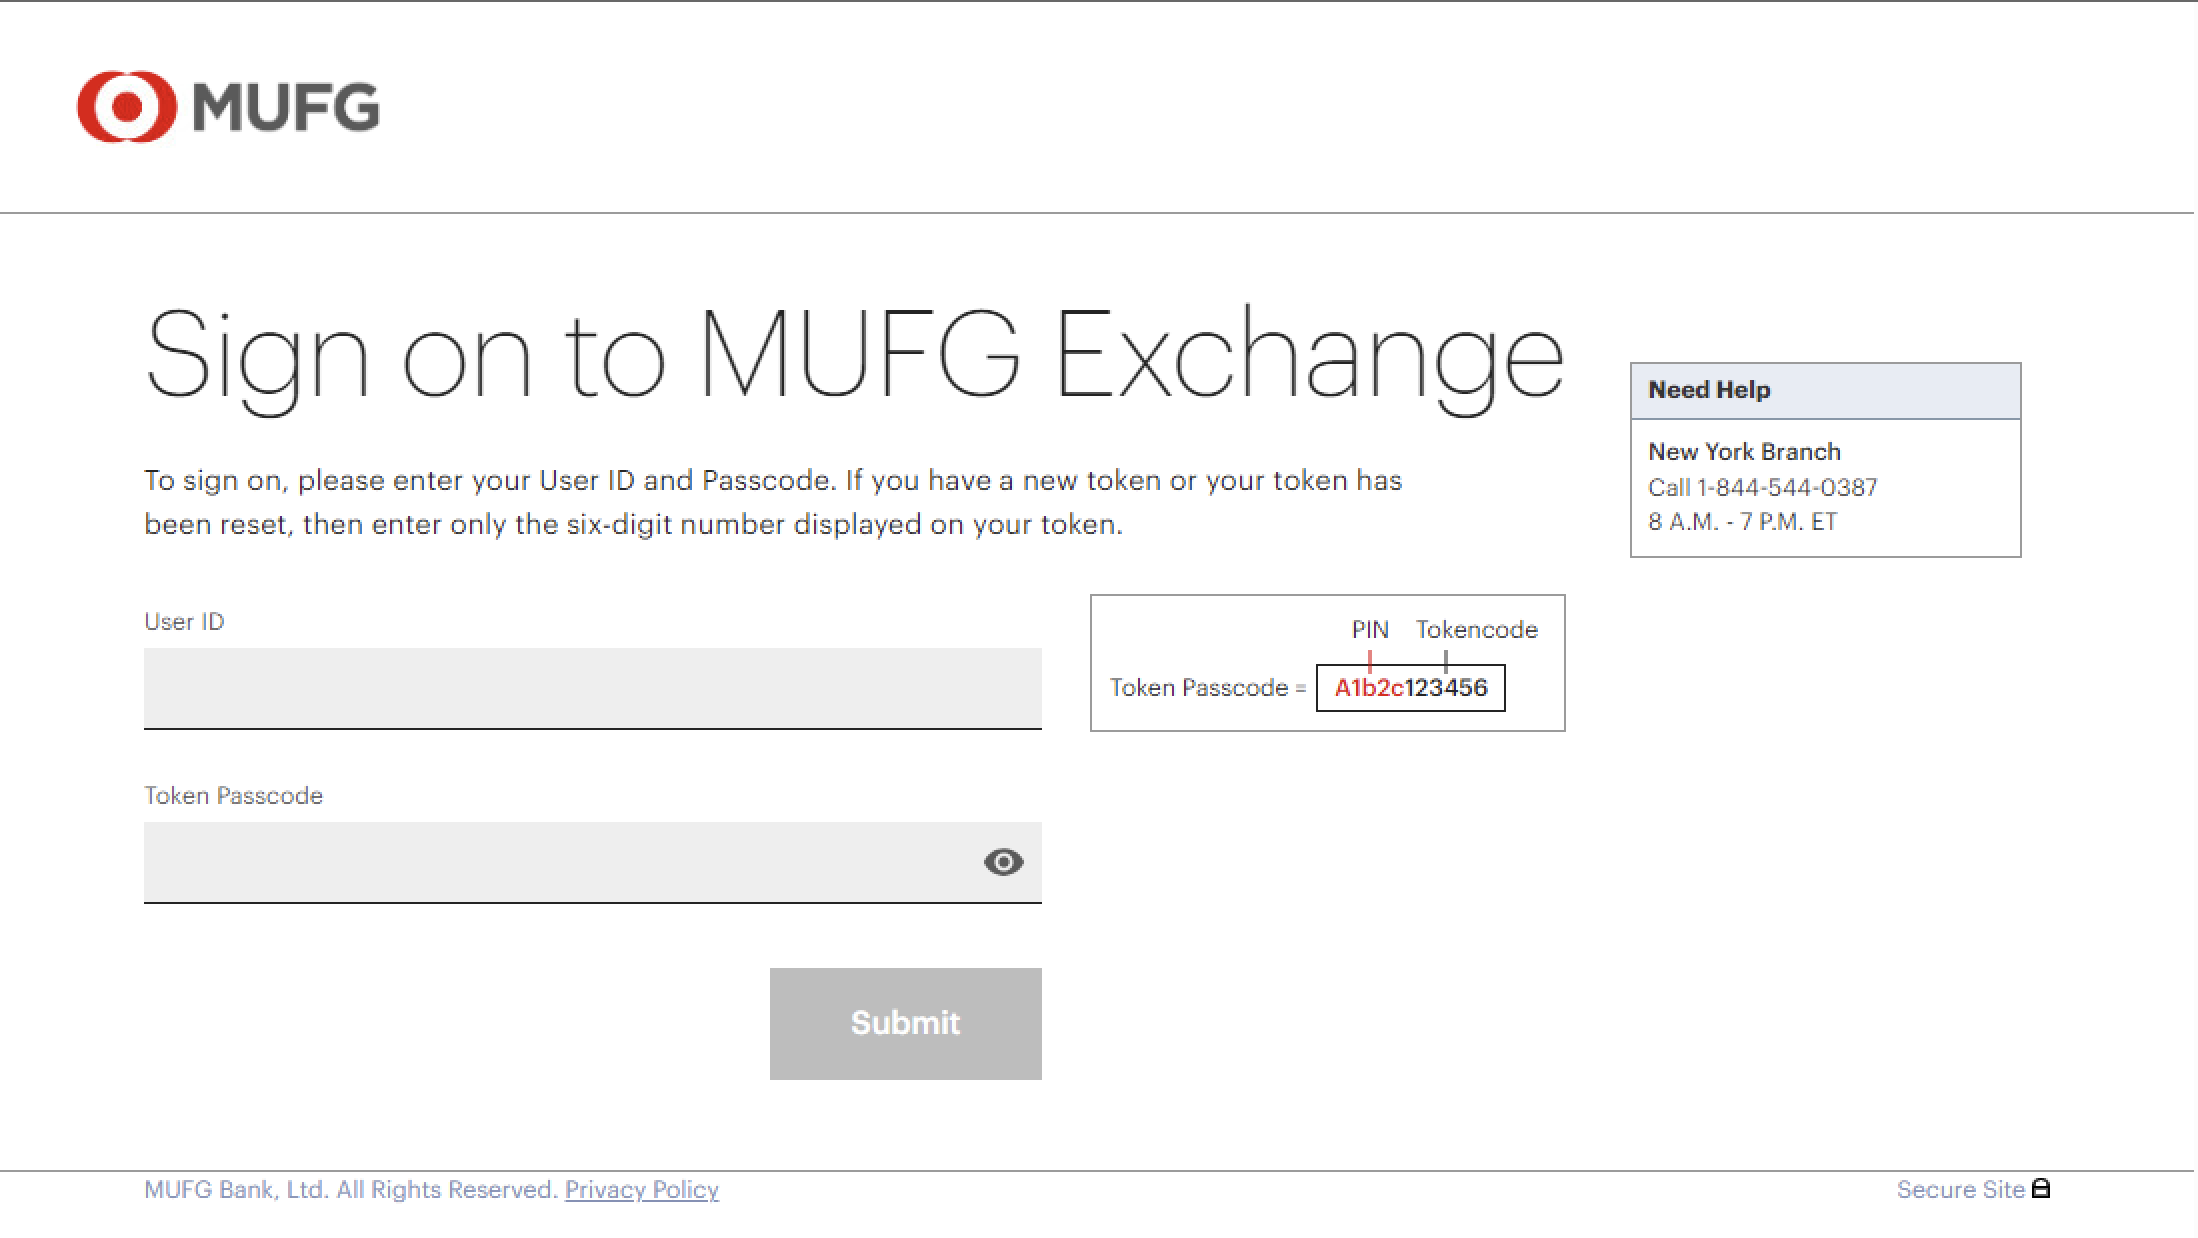 MUFG
Sign on to MUFG Exchange
To sign on, please enter your User ID and Passcode. If you have a new token or your token has
been reset, then enter only the six-digit number displayed on your token.
Need Help
New York Branch
Call 1-844-544-0387
8 A.M. - 7 P.M. ET
User ID
PIN Tokencode
Token Passcode = A1b2c123456
Token Passcode
Submit
MUFG Bank, Ltd. All Rights Reserved. Privacy Policy
Secure Site